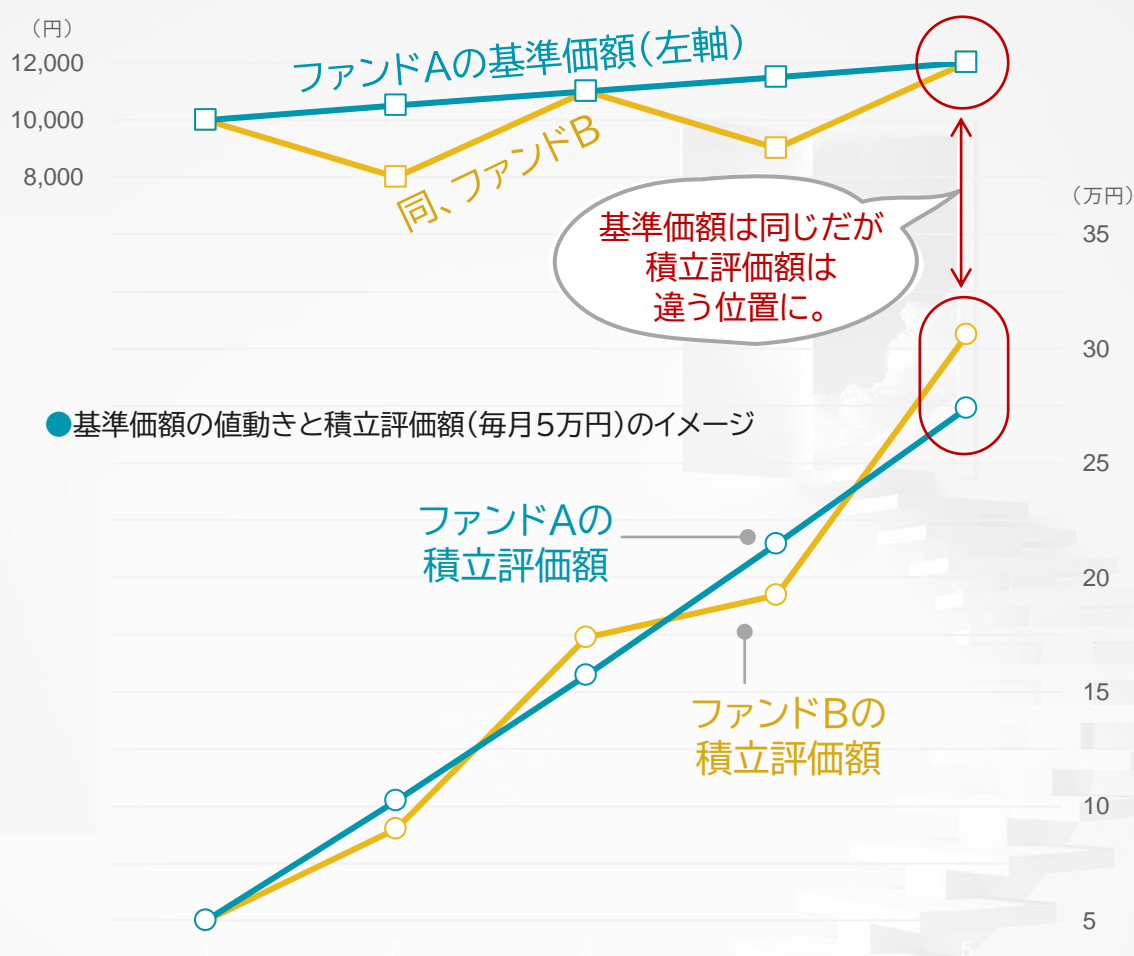 （円）
12,000
10,000
8,000
ファンドAの基準価額（左軸）
同、ファンドB
基準価額は同じだが
積立評価額は
違う位置に。
（万円）
35
30
25
20
15
10
5
●基準価額の値動きと積立評価額（毎月5万円）のイメージ
ファンドAの
積立評価額
ファンドBの
積立評価額
1
2
3
5